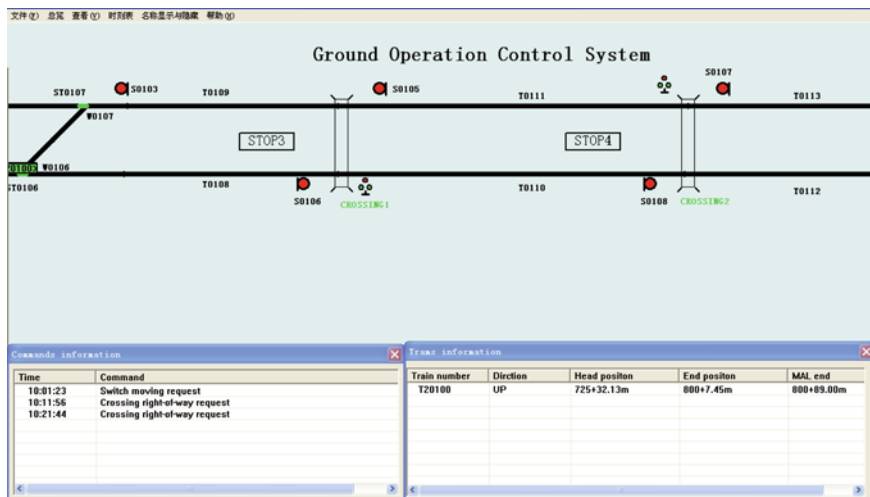 文件(F) 总览 查看(V) 时刻表 名称显示与隐藏 帮助(H)
Ground Operation Control System
ST0107 S0103 T0109 S0105 T0111 S0107 T0113
W0107
STOP3 STOP4
W0106
ST0106 T0108 S0106 CROSSING1 T0110 S0108 CROSSING2 T0112
Commands information
Time Command
10:01:23 Switch moving request
10:11:56 Crossing right-of-way request
10:21:44 Crossing right-of-way request
Trams information
Train number Dirction Head positon End positon MAL end
T20100 UP 725+32.13m 800+7.45m 800+89.00m